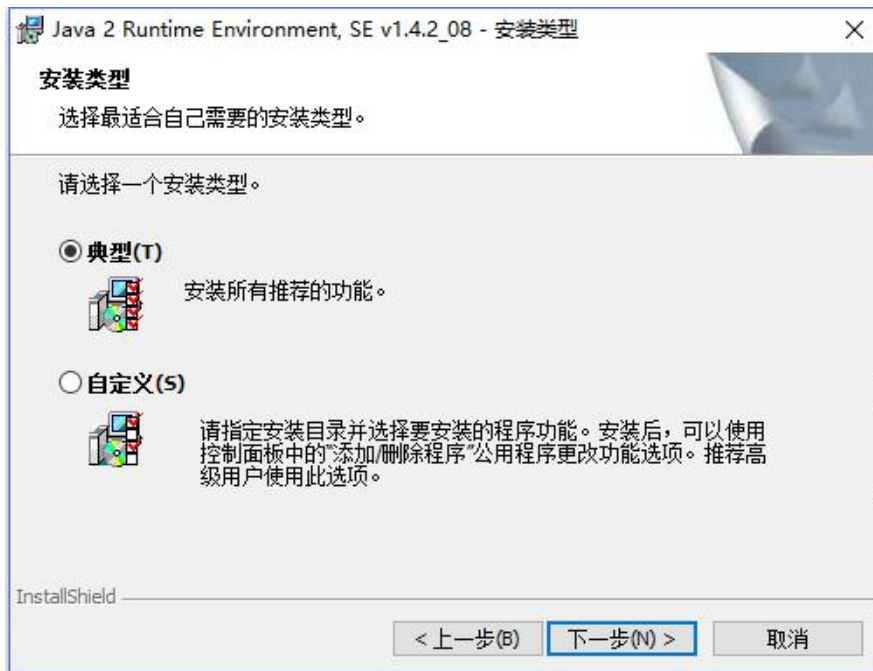 Java 2 Runtime Environment, SE v1.4.2_08 - 安装类型
安装类型
选择最适合自己需要的安装类型。
请选择一个安装类型。
典型(T)
安装所有推荐的功能。
自定义(S)
请指定安装目录并选择要安装的程序功能。安装后，可以使用
控制面板中的“添加/删除程序”公用程序更改功能选项。推荐高
级用户使用此选项。
InstallShield
< 上一步(B)
下一步(N) >
取消